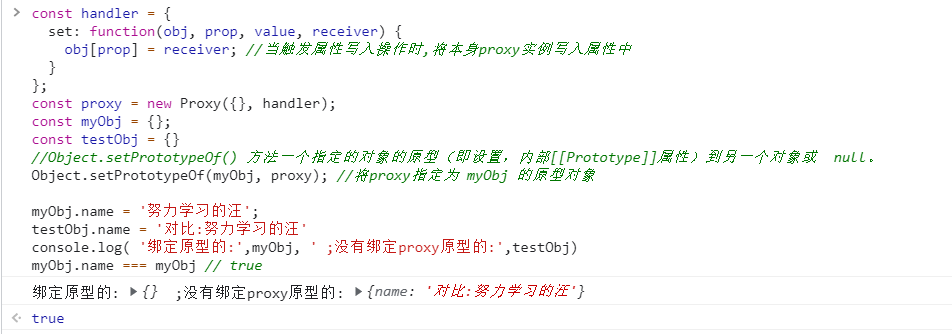 const handler = {
set: function(obj, prop, value, receiver) {
obj[prop] = receiver; //当触发属性写入操作时,将本身proxy实例写入属性中
}
};
const proxy = new Proxy({}, handler);
const myObj = {};
const testObj = {}
//Object.setPrototypeOf() 方法一个指定的对象的原型（即设置，内部[[Prototype]]属性）到另一个对象或 null。
Object.setPrototypeOf(myObj, proxy); //将proxy指定为 myObj 的原型对象
myObj.name = '努力学习的汪';
testObj.name = '对比:努力学习的汪'
console.log( '绑定原型的:',myObj, ' ;没有绑定proxy原型的:',testObj)
myObj.name === myObj // true
绑定原型的: ▶{} ;没有绑定proxy原型的: ▶{name: '对比:努力学习的汪'}
true